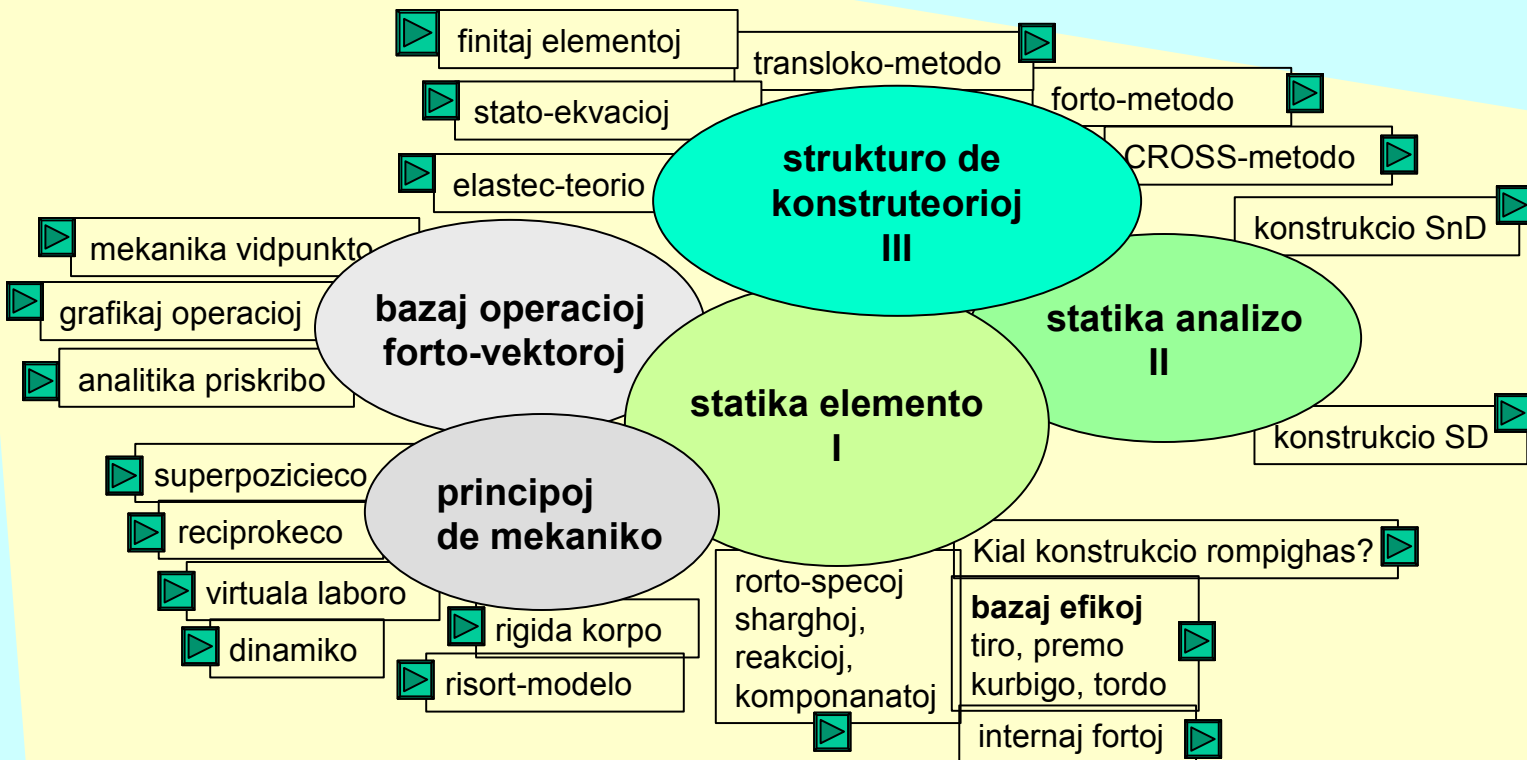 finitaj elementoj
transloko-metodo
stato-ekvacioj
forto-metodo
CROSS-metodo
elastec-teorio
strukturo de
konstruteorioj
III
konstrukcio SnD
mekanika vidpunkto
grafikaj operacioj
analitika priskribo
bazaj operacioj
forto-vektoroj
statika analizo
II
statika elemento
I
konstrukcio SD
superpozicieco
reciprokeco
virtuala laboro
dinamiko
principoj
de mekaniko
rigida korpo
risort-modelo
rorto-specoj
sharghoj,
reakcioj,
komponanatoj
Kial konstrukcio rompighas?
bazaj efikoj
tiro, premo
kurbigo, tordo
internaj fortoj